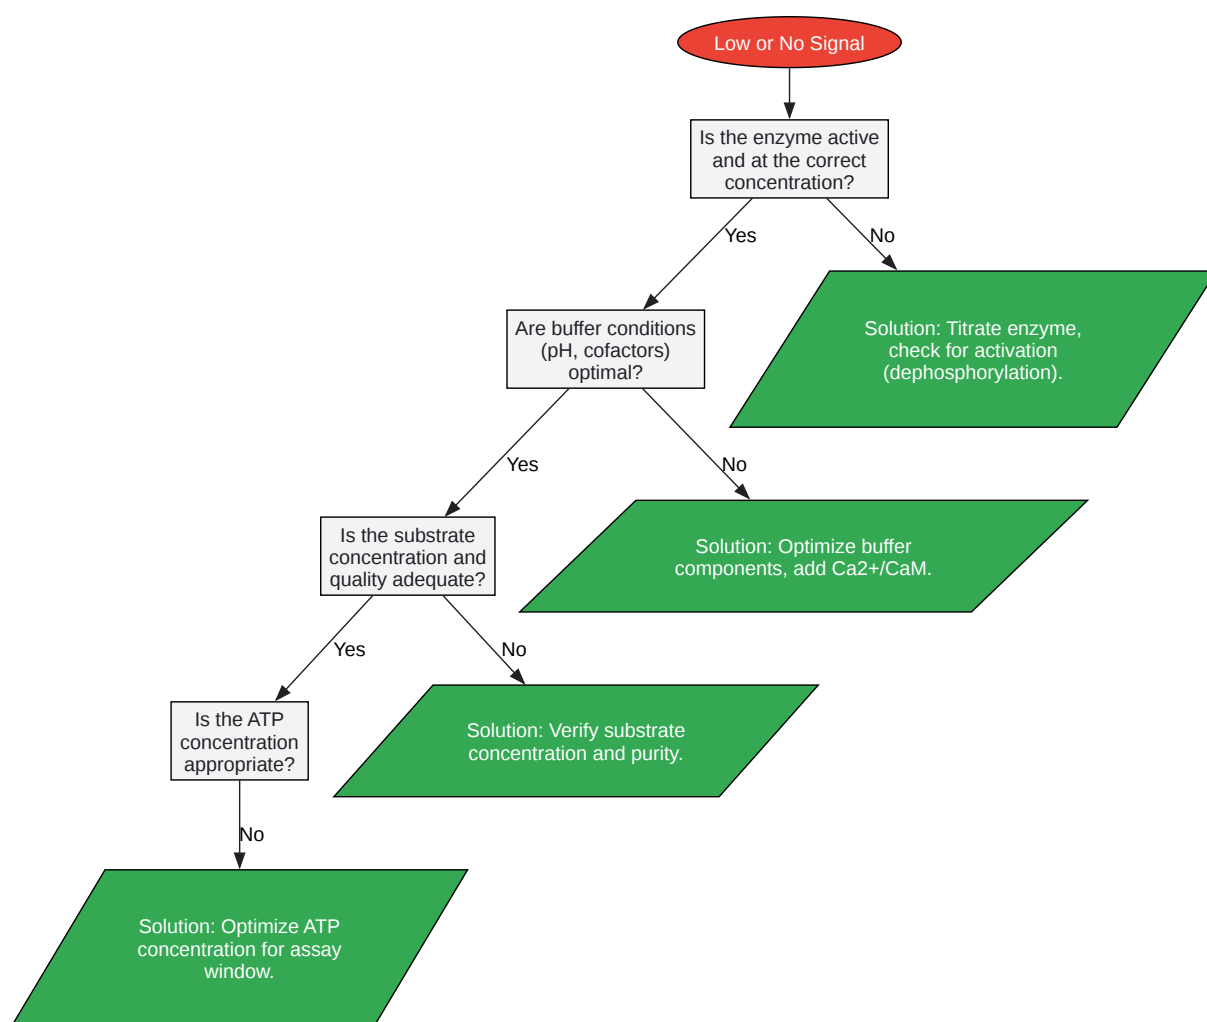 Low or No Signal
Is the enzyme active
and at the correct
concentration?
Yes
No
Solution: Titrate enzyme,
check for activation
(dephosphorylation).
Are buffer conditions
(pH, cofactors)
optimal?
Yes
No
Solution: Optimize buffer
components, add Ca2+/CaM.
Is the substrate
concentration and
quality adequate?
Yes
No
Solution: Verify substrate
concentration and purity.
Is the ATP
concentration
appropriate?
No
Solution: Optimize ATP
concentration for assay
window.